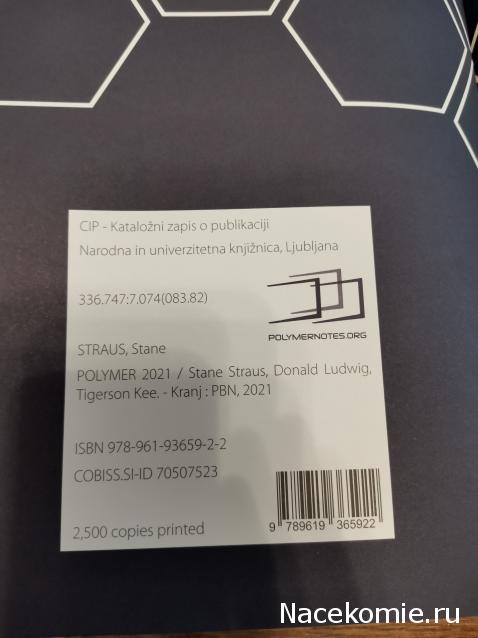 CIP - Kataložni zapis o publikaciji
Narodna in univerzitetna knjižnica, Ljubljana
336.747:7.074(083.82)
POLYMERNOTES.ORG
STRAUS, Stane
POLYMER 2021 / Stane Straus, Donald Ludwig,
Tigerson Kee. - Kranj : PBN, 2021
ISBN 978-961-93659-2-2
COBISS.SI-ID 70507523
2,500 copies printed
9 789619 365922
Nacekomie.ru